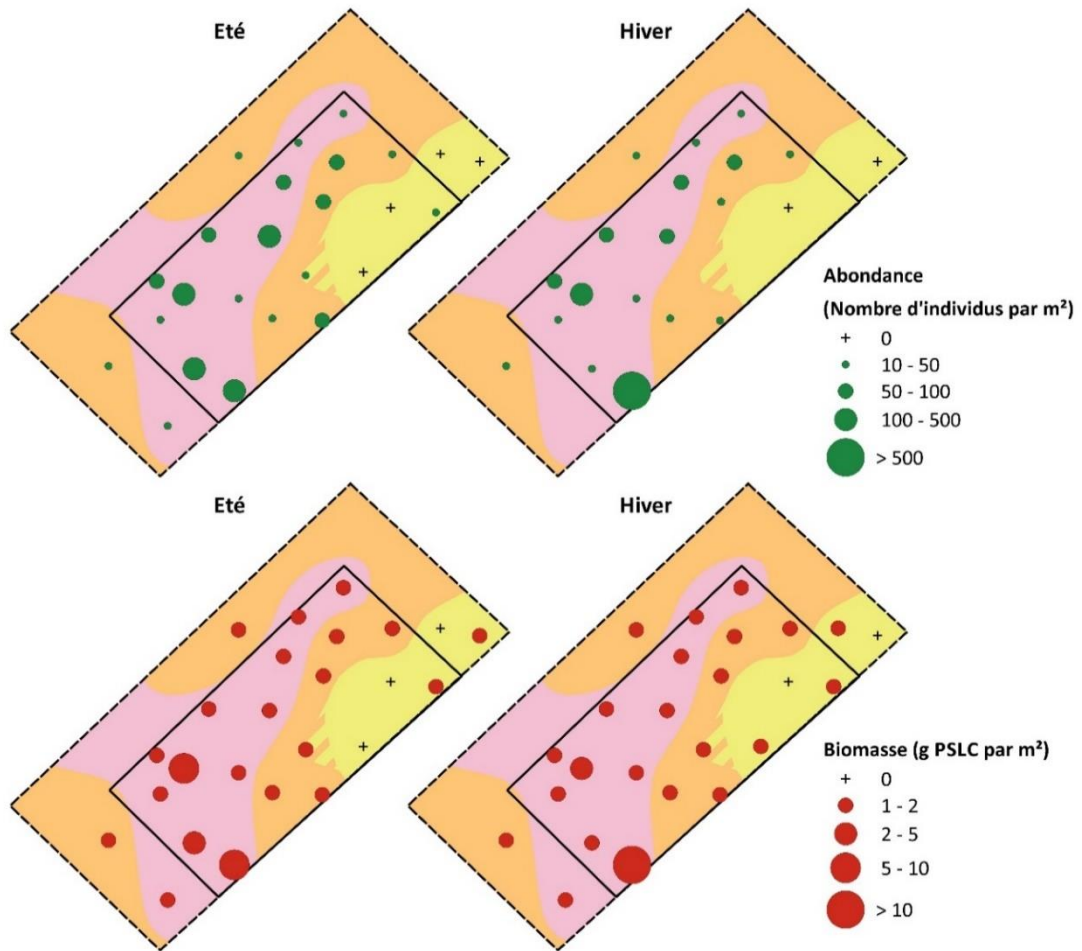 Eté
Hiver
Abondance
(Nombre d'individus par m²)
+ 0
10 - 50
50 - 100
100 - 500
> 500
Eté
Hiver
Biomasse (g PSLC par m²)
+ 0
1 - 2
2 - 5
5 - 10
> 10